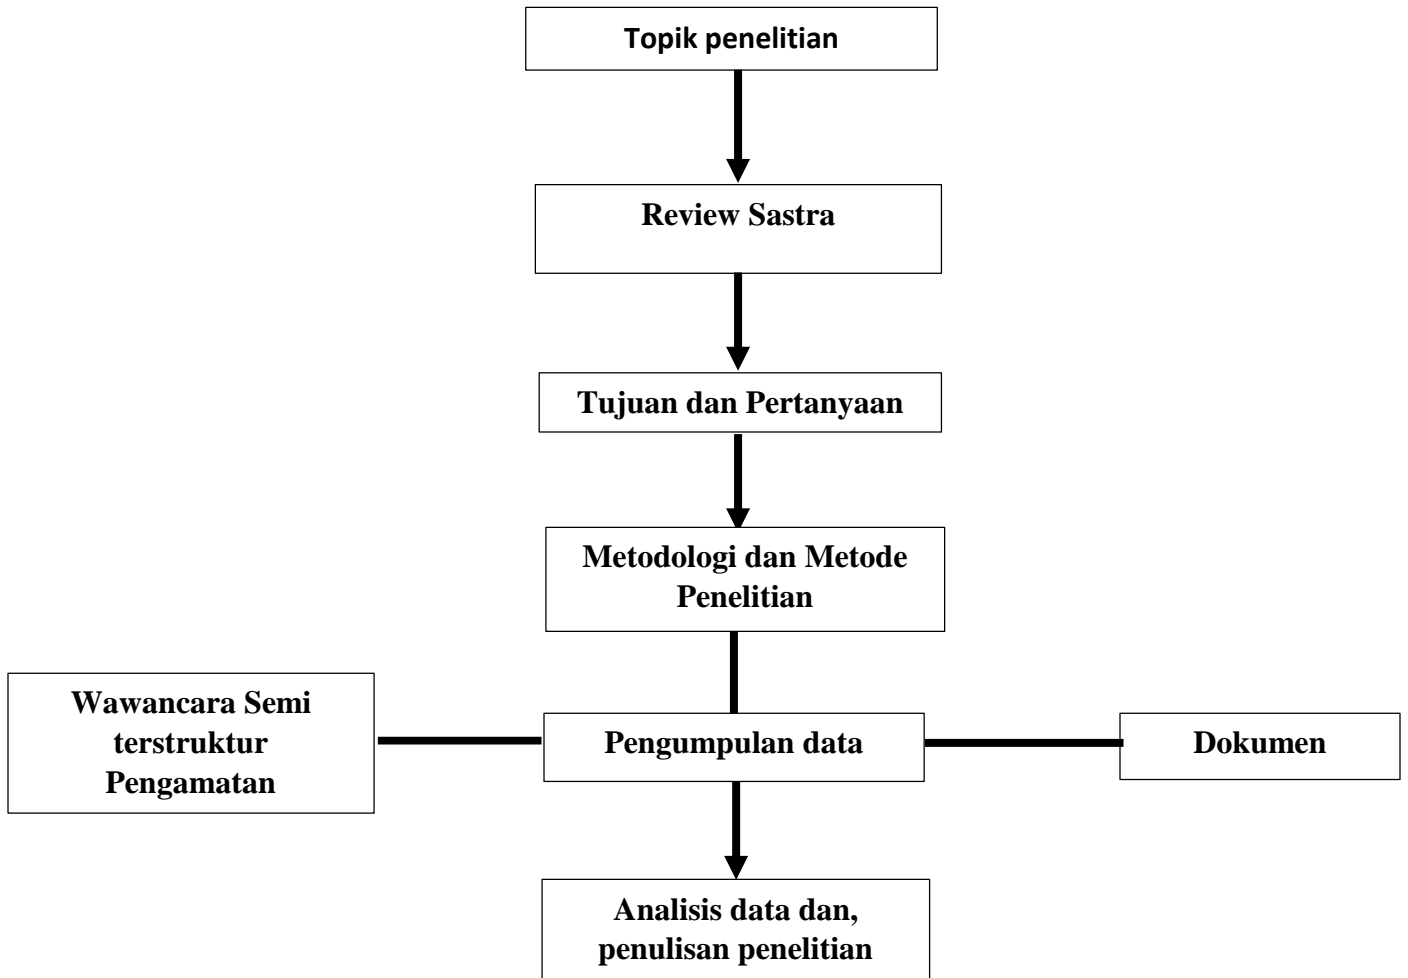 Topik penelitian
Review Sastra
Tujuan dan Pertanyaan
Metodologi dan Metode
Penelitian
Wawancara Semi
terstruktur
Pengamatan
Pengumpulan data
Dokumen
Analisis data dan,
penulisan penelitian